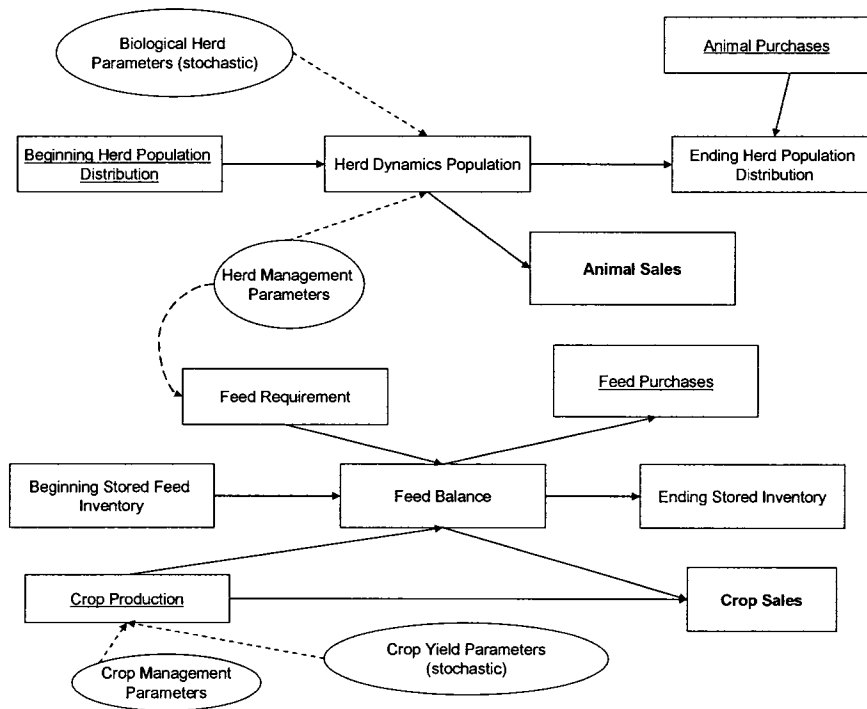 Biological Herd
Parameters (stochastic)
Animal Purchases
Beginning Herd Population
Distribution
Herd Dynamics Population
Ending Herd Population
Distribution
Herd Management
Parameters
Animal Sales
Feed Requirement
Feed Purchases
Beginning Stored Feed
Inventory
Feed Balance
Ending Stored Inventory
Crop Production
Crop Sales
Crop Management
Parameters
Crop Yield Parameters
(stochastic)